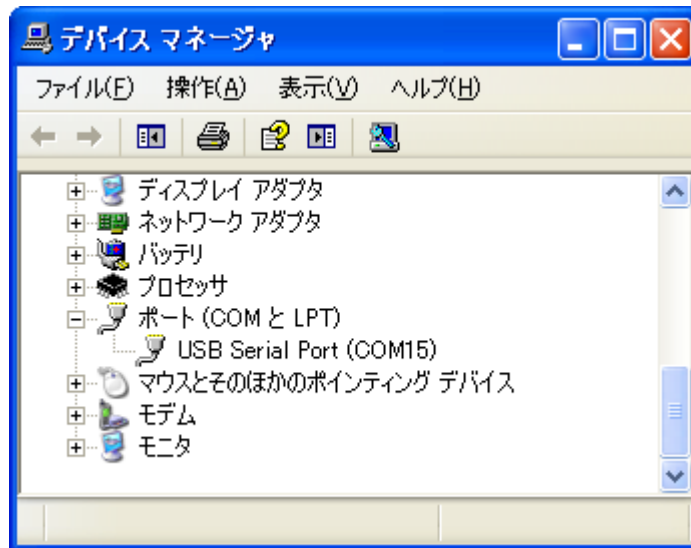 デバイス マネージャ
ファイル(F) 操作(A) 表示(V) ヘルプ(H)
ディスプレイ アダプタ
ネットワーク アダプタ
バッテリ
プロセッサ
ポート (COM と LPT)
USB Serial Port (COM15)
マウスとそのほかのポインティング デバイス
モデム
モニタ